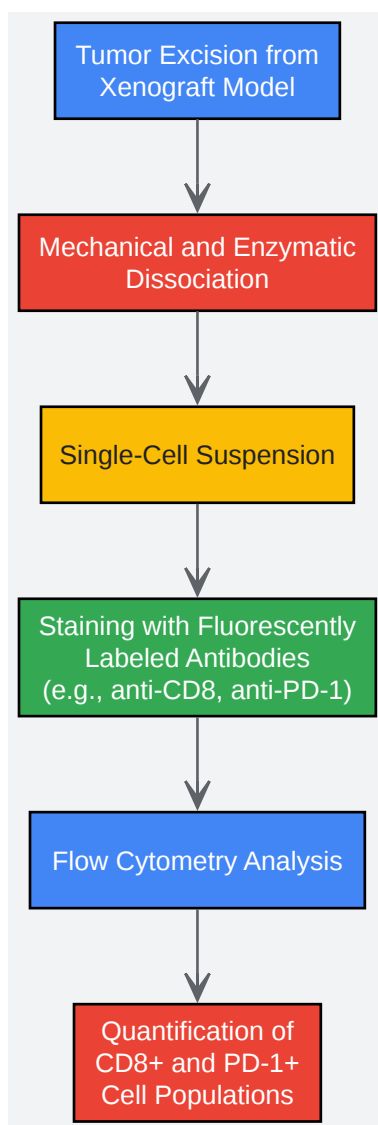 Tumor Excision from
Xenograft Model
Mechanical and Enzymatic
Dissociation
Single-Cell Suspension
Staining with Fluorescently
Labeled Antibodies
(e.g., anti-CD8, anti-PD-1)
Flow Cytometry Analysis
Quantification of
CD8+ and PD-1+
Cell Populations